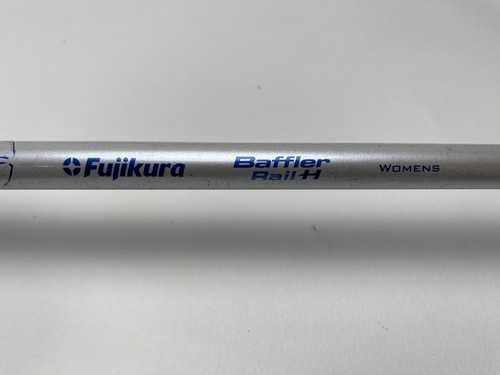 Fujikura
Baffler
Rail-H
WOMENS